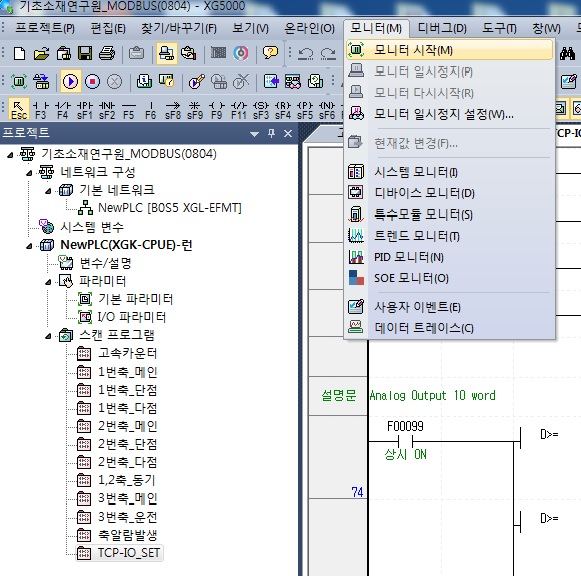 기초소재연구원_MODBUS(0804) - XG5000
프로젝트(P) 편집(E) 찾기/바꾸기(F) 보기(V) 온라인(O) 모니터(M) 디버그(D) 도구(T) 창(W)
Esc F3 F4 sF1 sF2 F5 F6 sF8 sF9 F9 F11 sF3 sF4 sF5 sF6
모니터 시작(M)
모니터 일시정지(P)
모니터 다시시작(R)
모니터 일시정지 설정(W)...
현재값 변경(F)...
시스템 모니터(I)
디바이스 모니터(D)
특수모듈 모니터(S)
트렌드 모니터(T)
PID 모니터(N)
SOE 모니터(O)
사용자 이벤트(E)
데이터 트레이스(C)
프로젝트
기초소재연구원_MODBUS(0804)
네트워크 구성
기본 네트워크
NewPLC [B0S5 XGL-EFMT]
시스템 변수
NewPLC(XGK-CPUE)-런
변수/설명
파라미터
기본 파라미터
I/O 파라미터
스캔 프로그램
고속카운터
1번축_메인
1번축_단점
1번축_다점
2번축_메인
2번축_단점
2번축_다점
1,2축_동기
3번축_메인
3번축_운전
축알람발생
TCP-IO_SET
설명문 Analog Output 10 word
F00099
상시 ON
D>=
74
D>=